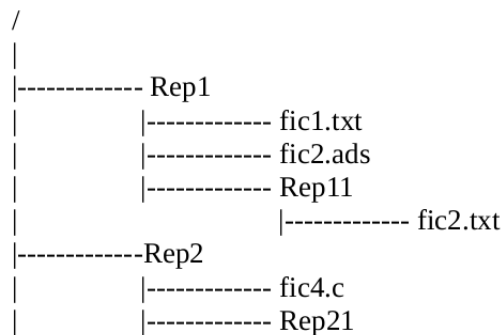 /
|
|------------- Rep1
|             |------------- fic1.txt
|             |------------- fic2.ads
|             |------------- Rep11
|                           |------------- fic2.txt
|-------------Rep2
|             |------------- fic4.c
|             |------------- Rep21